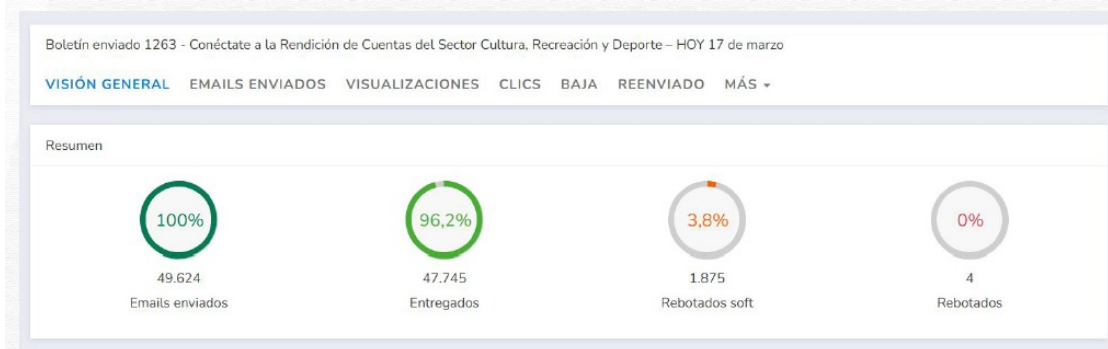 Boletín enviado 1263 - Conéctate a la Rendición de Cuentas del Sector Cultura, Recreación y Deporte – HOY 17 de marzo
VISIÓN GENERAL EMAILS ENVIADOS VISUALIZACIONES CLICS BAJA REENVIADO MÁS
Resumen
100% 96,2% 3,8% 0%
49.624 47.745 1.875 4
Emails enviados Entregados Rebotados soft Rebotados